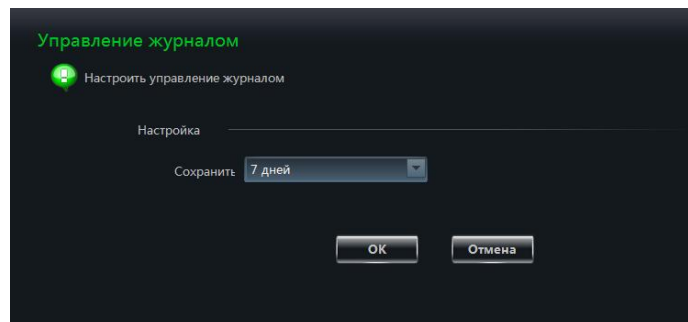 Управление журналом
Настроить управление журналом
Настройка
Сохранить 7 дней
OK Отмена